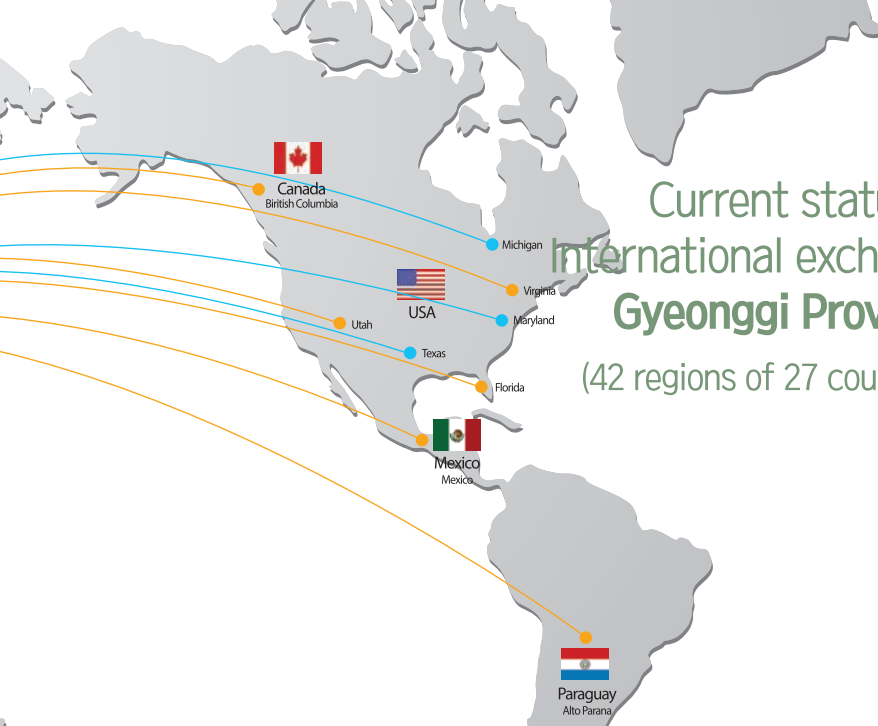 Canada
Biritish Columbia
Current statu
Michigan
International exch
Virginia
USA
Gyeonggi Prov
Maryland
Utah
Texas
(42 regions of 27 cou
Florida
Mexico
Mexico
Paraguay
Alto Parana